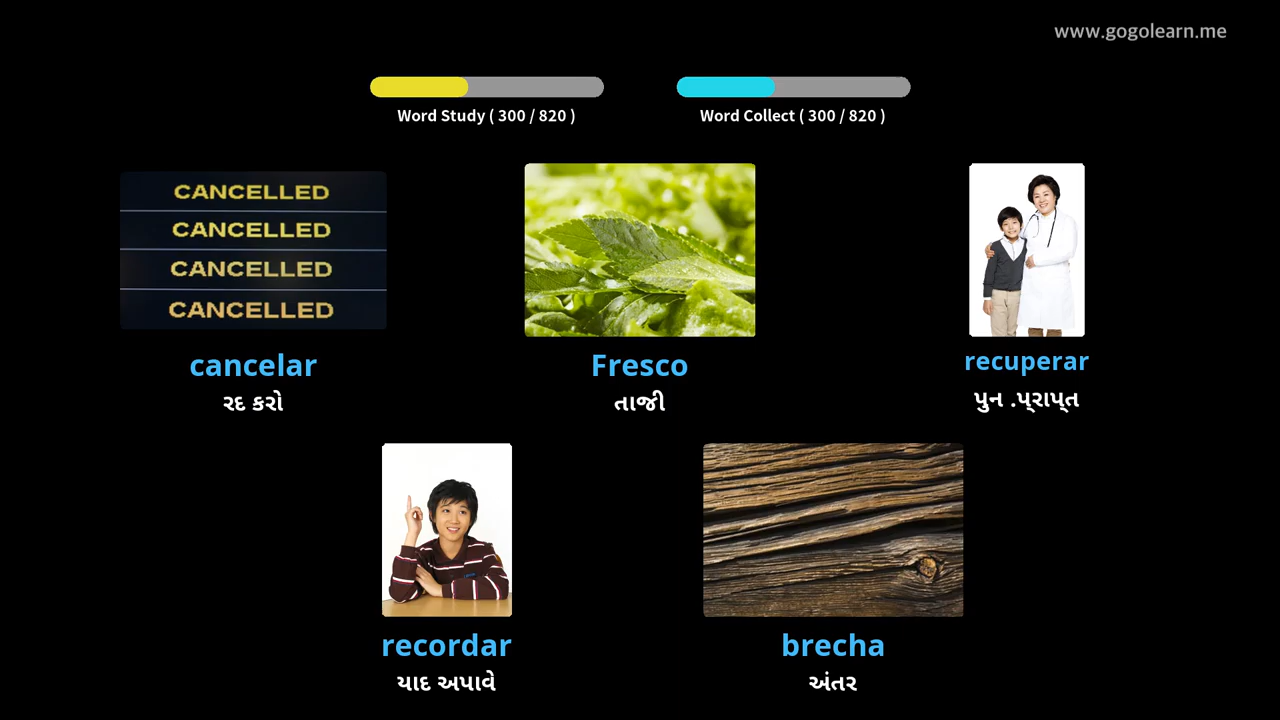 www.gogolearn.me
Word Study ( 300 / 820 )
Word Collect ( 300 / 820 )
CANCELLED
CANCELLED
CANCELLED
CANCELLED
cancelar
રદ કરો
Fresco
તાજી
recuperar
પુન .પ્રાપ્ત
recordar
યાદ અપાવે
brecha
અંતર